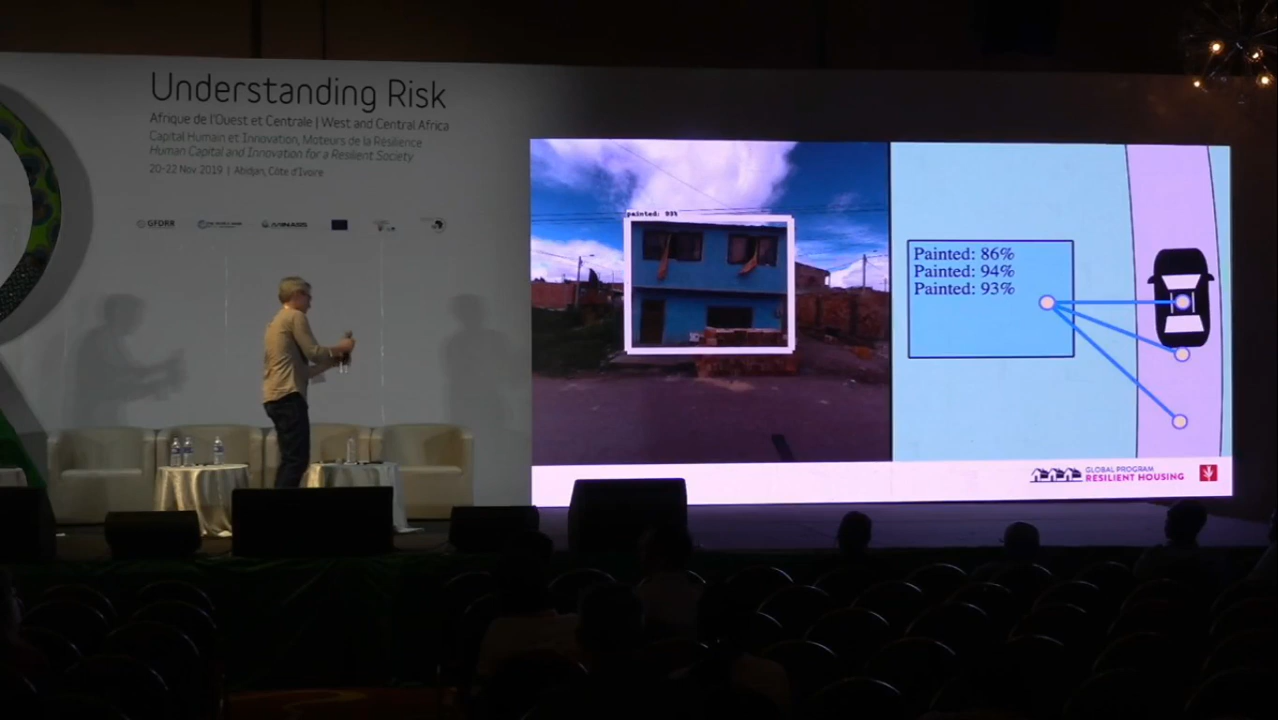 Understanding Risk
Afrique de l'Ouest et Centrale | West and Central Africa
Capital Humain et Innovation, Moteurs de la Résilience
Human Capital and Innovation for a Resilient Society
20-22 Nov 2019 | Abidjan, Côte d'Ivoire
GFDRR
painted: 93%
Painted: 86%
Painted: 94%
Painted: 93%
GLOBAL PROGRAM
RESILIENT HOUSING